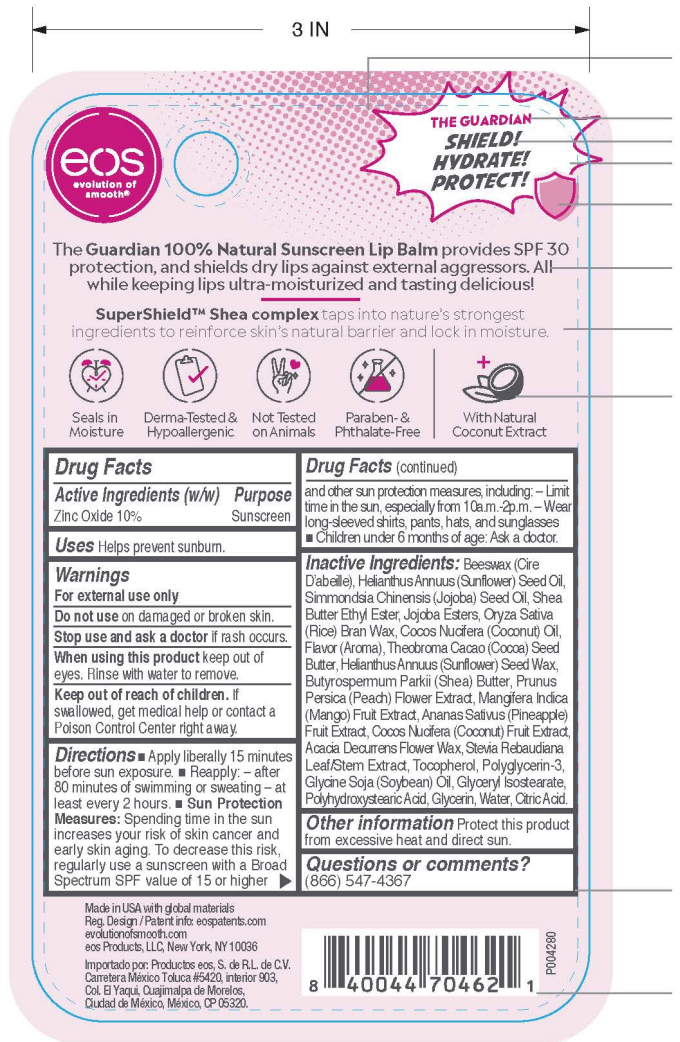 3 IN
eos
evolution of
smooth®
THE GUARDIAN
SHIELD!
HYDRATE!
PROTECT!
The Guardian 100% Natural Sunscreen Lip Balm provides SPF 30
protection, and shields dry lips against external aggressors. All
while keeping lips ultra-moisturized and tasting delicious!
SuperShield™ Shea complex taps into nature's strongest
ingredients to reinforce skin's natural barrier and lock in moisture.
Seals in
Moisture
Derma-Tested &
Hypoallergenic
Not Tested
on Animals
Paraben- &
Phthalate-Free
With Natural
Coconut Extract
Drug Facts
Active Ingredients (w/w) Purpose
Zinc Oxide 10% Sunscreen
Uses Helps prevent sunburn.
Warnings
For external use only
Do not use on damaged or broken skin.
Stop use and ask a doctor if rash occurs.
When using this product keep out of
eyes. Rinse with water to remove.
Keep out of reach of children. If
swallowed, get medical help or contact a
Poison Control Center right away.
Directions ■ Apply liberally 15 minutes
before sun exposure. ■ Reapply: – after
80 minutes of swimming or sweating – at
least every 2 hours. ■ Sun Protection
Measures: Spending time in the sun
increases your risk of skin cancer and
early skin aging. To decrease this risk,
regularly use a sunscreen with a Broad
Spectrum SPF value of 15 or higher
Drug Facts (continued)
and other sun protection measures, including: – Limit
time in the sun, especially from 10a.m.-2p.m. – Wear
long-sleeved shirts, pants, hats, and sunglasses
■ Children under 6 months of age: Ask a doctor.
Inactive Ingredients: Beeswax (Cire
D'abeille), Helianthus Annuus (Sunflower) Seed Oil,
Simmondsia Chinensis (Jojoba) Seed Oil, Shea
Butter Ethyl Ester, Jojoba Esters, Oryza Sativa
(Rice) Bran Wax, Cocos Nucifera (Coconut) Oil,
Flavor (Aroma), Theobroma Cacao (Cocoa) Seed
Butter, Helianthus Annuus (Sunflower) Seed Wax,
Butyrospermum Parkii (Shea) Butter, Prunus
Persica (Peach) Flower Extract, Mangifera Indica
(Mango) Fruit Extract, Ananas Sativus (Pineapple)
Fruit Extract, Cocos Nucifera (Coconut) Fruit Extract,
Acacia Decurrens Flower Wax, Stevia Rebaudiana
Leaf/Stem Extract, Tocopherol, Polyglycerin-3,
Glycine Soja (Soybean) Oil, Glyceryl Isostearate,
Polyhydroxystearic Acid, Glycerin, Water, Citric Acid.
Other information Protect this product
from excessive heat and direct sun.
Questions or comments?
(866) 547-4367
Made in USA with global materials
Reg. Design / Patent info: eospatents.com
evolutionofsmooth.com
eos Products, LLC, New York, NY 10036
Importado por: Productos eos, S. de R.L. de C.V.
Carretera México Toluca #5420, interior 903,
Col. El Yaqui, Cuajimalpa de Morelos,
Ciudad de México, México, CP 05320.
8 40044 70462 1
P004280